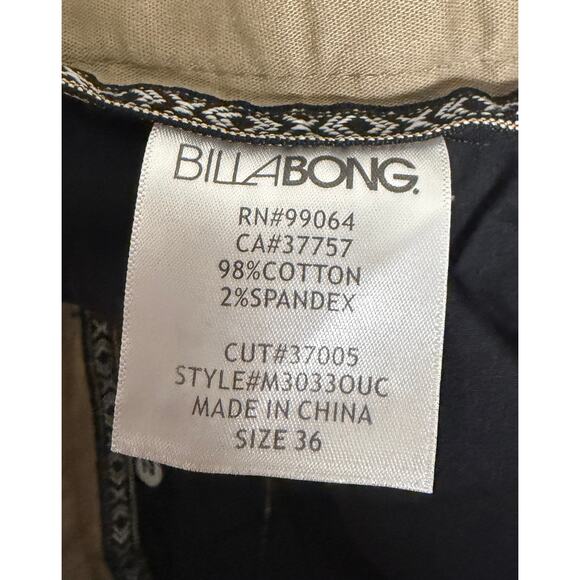 BILLABONG.
RN#99064
CA#37757
98%COTTON
2%SPANDEX
CUT#37005
STYLE#M3033OUC
MADE IN CHINA
SIZE 36